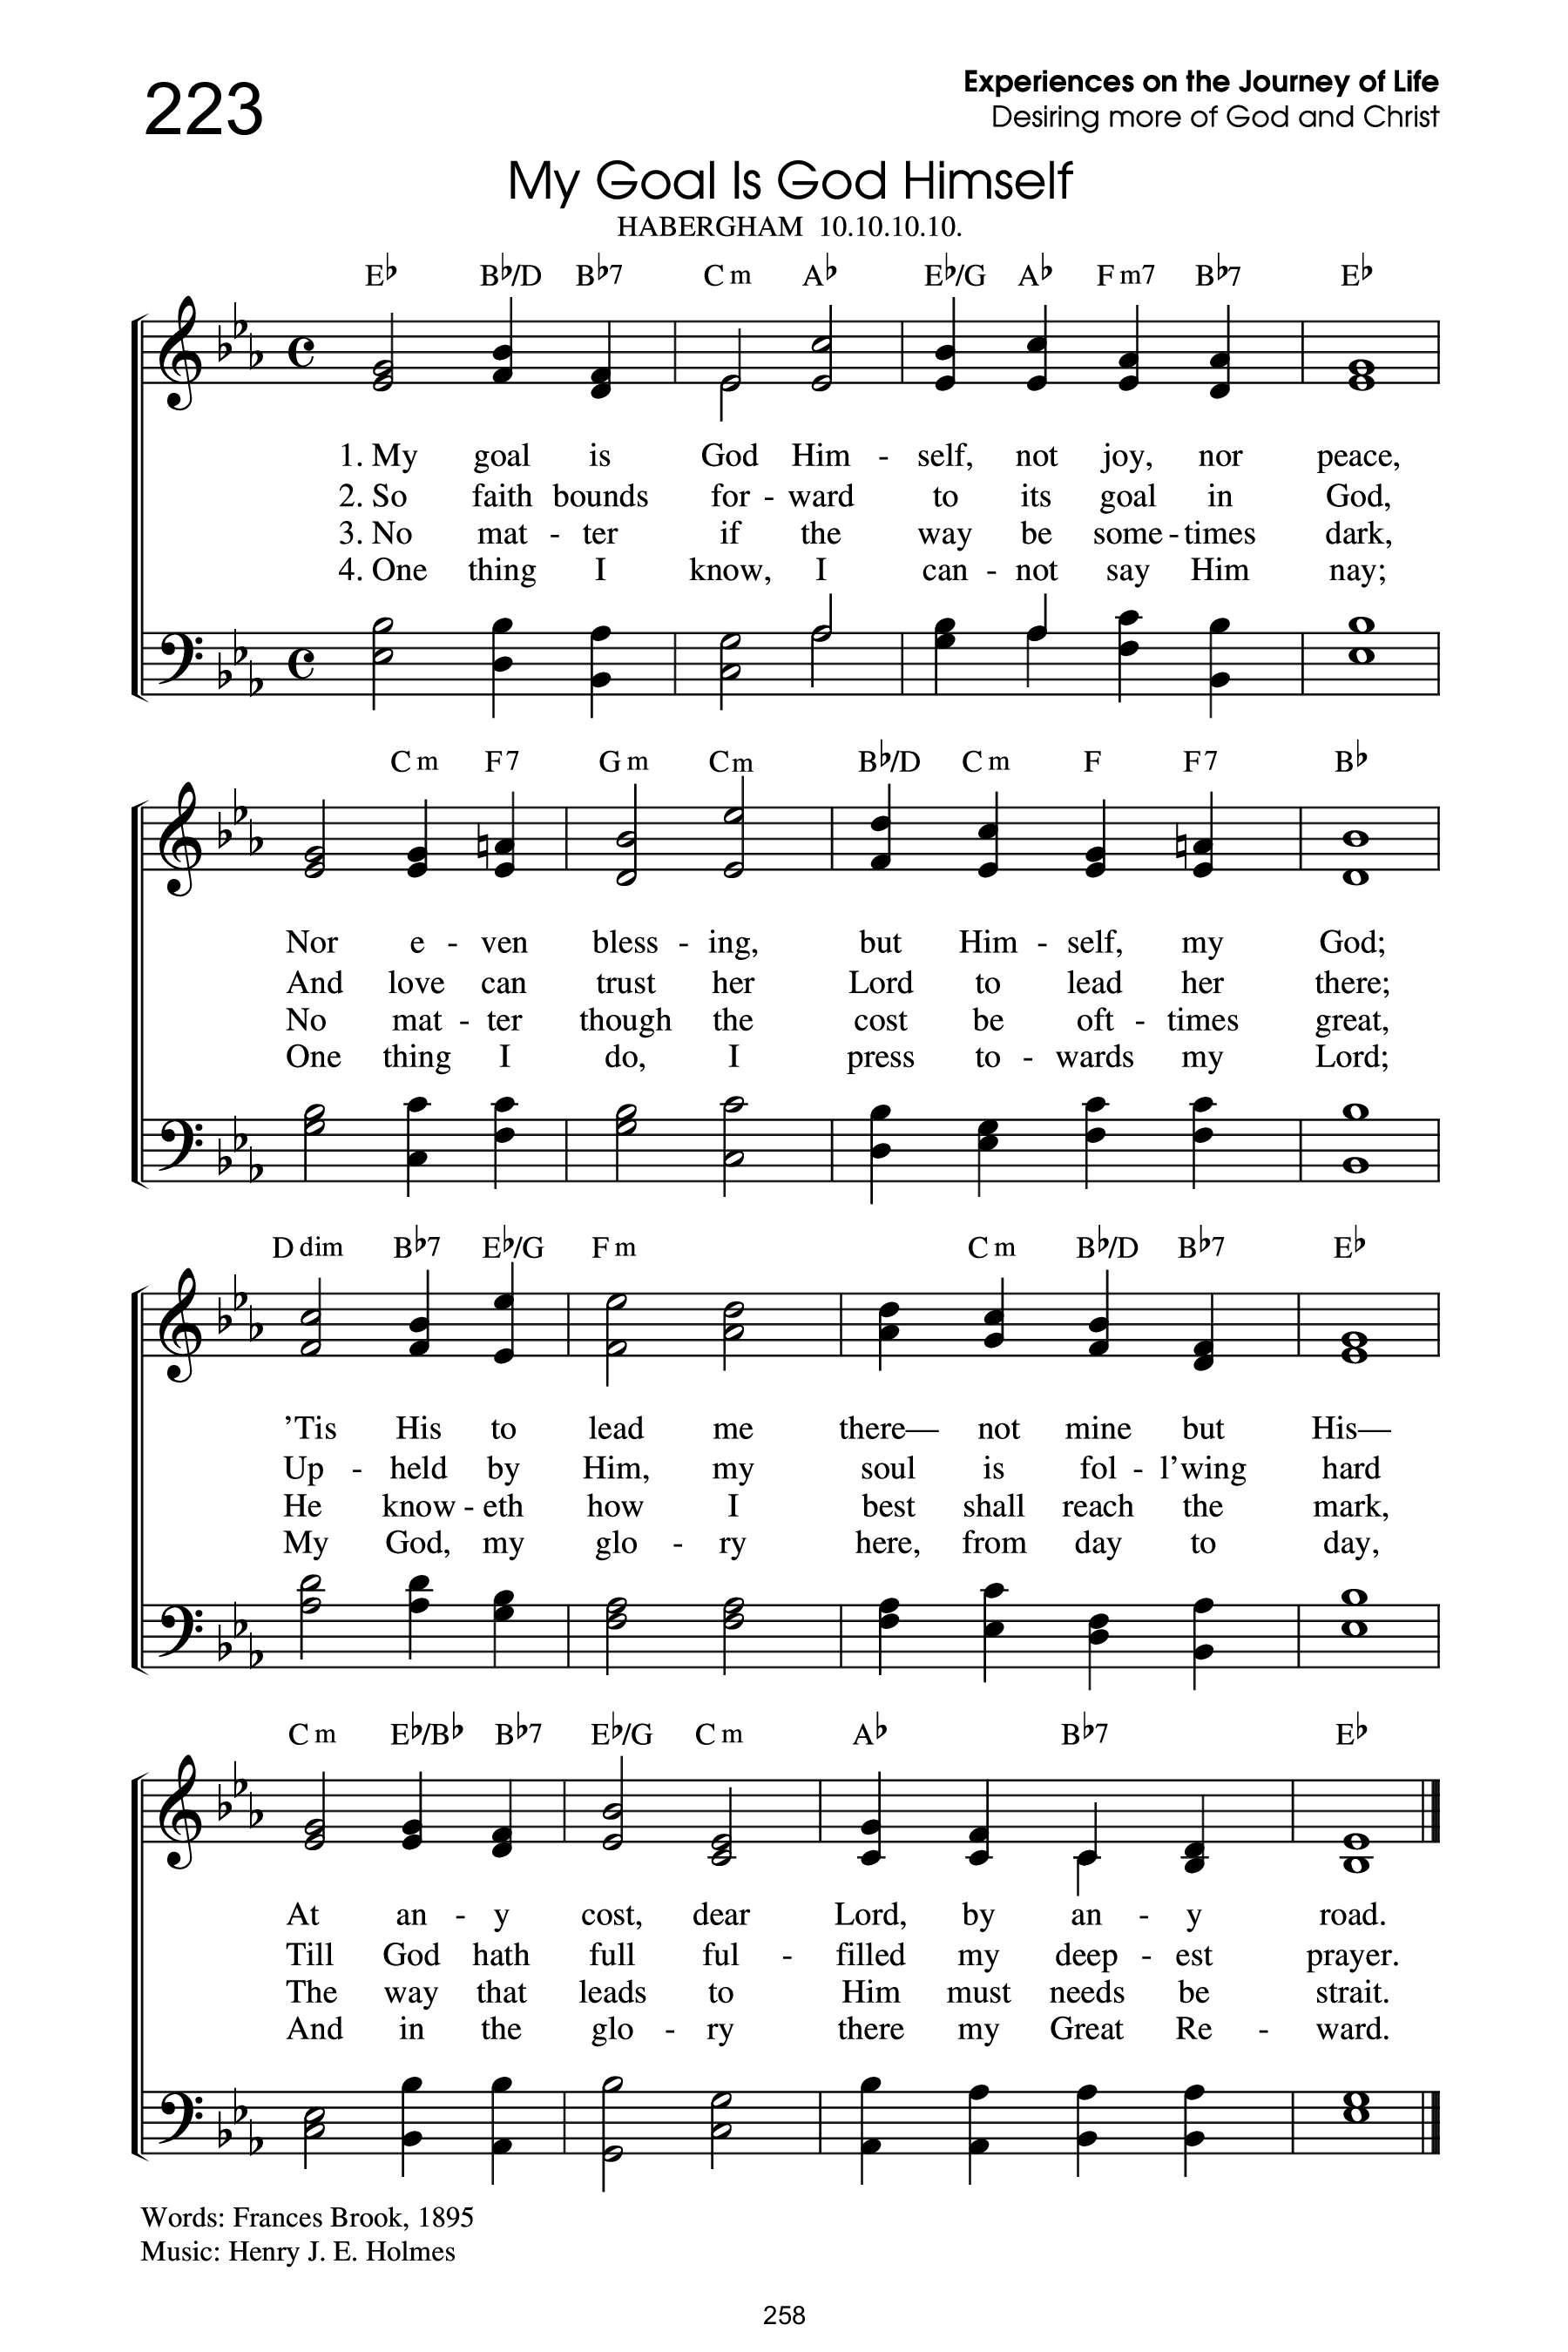 223
Experiences on the Journey of Life
Desiring more of God and Christ
My Goal Is God Himself
HABERGHAM 10.10.10.10.
E♭ B♭/D B♭7 Cm A♭ E♭/G A♭ Fm7 B♭7 E♭
1. My goal is God Him - self, not joy, nor peace,
2. So faith bounds for - ward to its goal in God,
3. No mat - ter if the way be some - times dark,
4. One thing I know, I can - not say Him nay;
Cm F7 Gm Cm B♭/D Cm F F7 B♭
Nor e - ven bless - ing, but Him - self, my God;
And love can trust her Lord to lead her there;
No mat - ter though the cost be oft - times great,
One thing I do, I press to - wards my Lord;
Ddim B♭7 E♭/G Fm Cm B♭/D B♭7 E♭
’Tis His to lead me there— not mine but His—
Up - held by Him, my soul is fol - l’wing hard
He know - eth how I best shall reach the mark,
My God, my glo - ry here, from day to day,
Cm E♭/B♭ B♭7 E♭/G Cm A♭ B♭7 E♭
At an - y cost, dear Lord, by an - y road.
Till God hath full ful - filled my deep - est prayer.
The way that leads to Him must needs be strait.
And in the glo - ry there my Great Re - ward.
Words: Frances Brook, 1895
Music: Henry J. E. Holmes
258